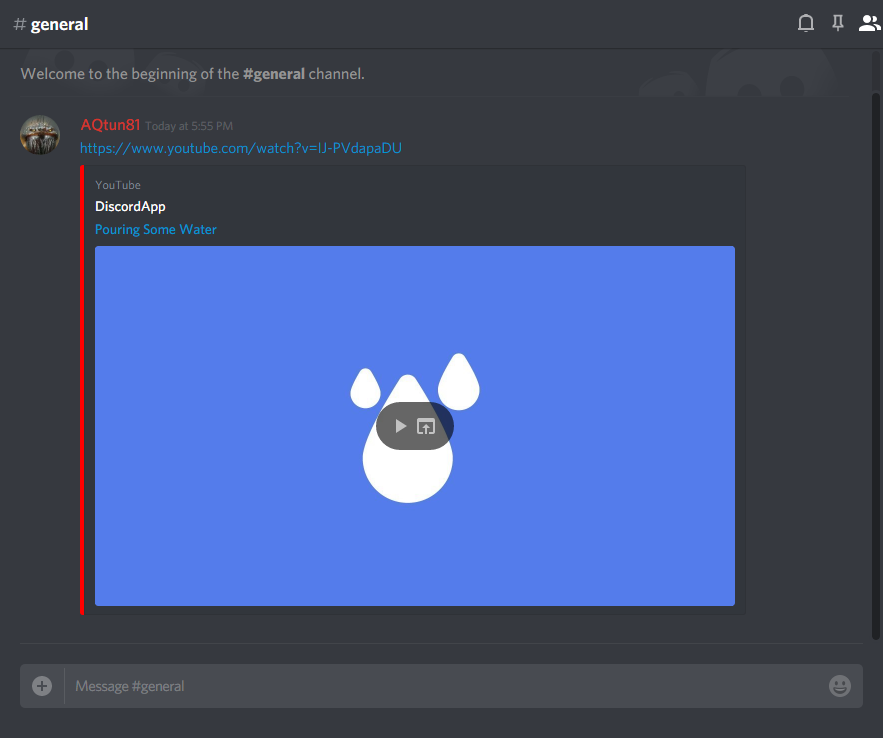 # general
Welcome to the beginning of the #general channel.
AQtun81 Today at 5:55 PM
https://www.youtube.com/watch?v=IJ-PVdapaDU
YouTube
DiscordApp
Pouring Some Water
Message #general